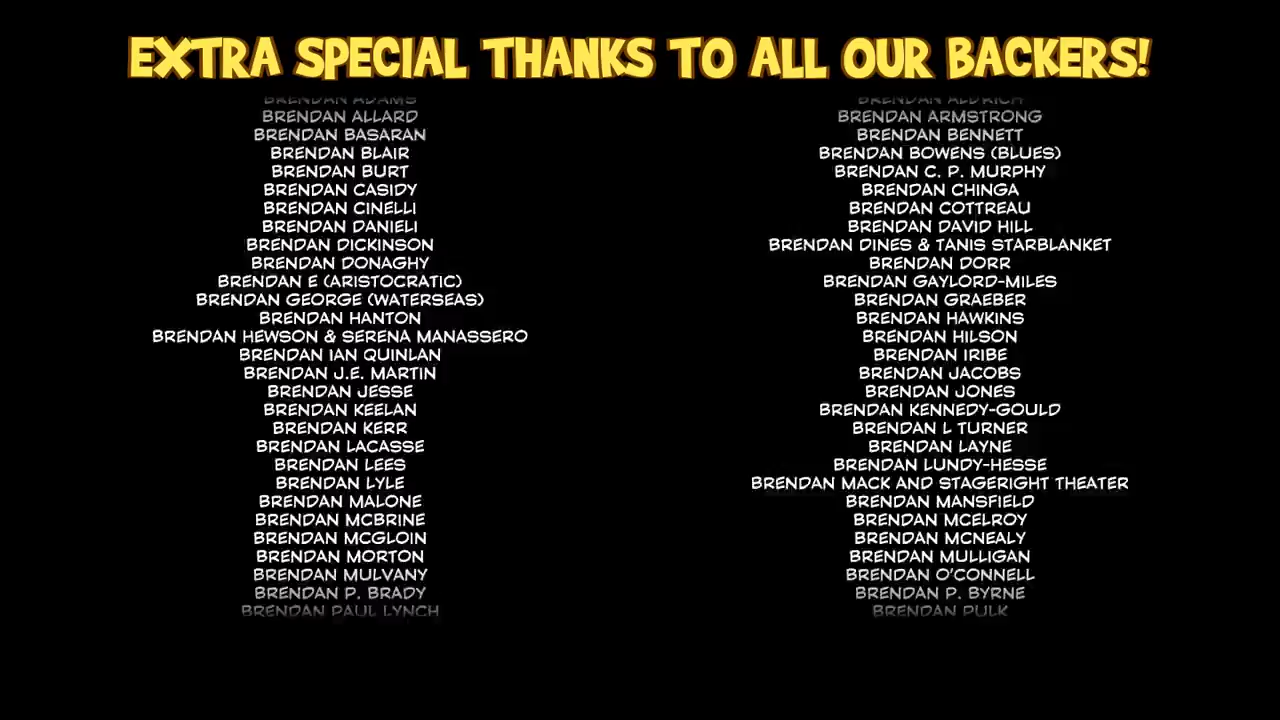 EXTRA SPECIAL THANKS TO ALL OUR BACKERS!
BRENDAN ADAMS
BRENDAN ALLARD
BRENDAN BASARAN
BRENDAN BLAIR
BRENDAN BURT
BRENDAN CASIDY
BRENDAN CINELLI
BRENDAN DANIELI
BRENDAN DICKINSON
BRENDAN DONAGHY
BRENDAN E (ARISTOCRATIC)
BRENDAN GEORGE (WATERSEAS)
BRENDAN HANTON
BRENDAN HEWSON & SERENA MANASSERO
BRENDAN IAN QUINLAN
BRENDAN J.E. MARTIN
BRENDAN JESSE
BRENDAN KEELAN
BRENDAN KERR
BRENDAN LACASSE
BRENDAN LEES
BRENDAN LYLE
BRENDAN MALONE
BRENDAN MCBRINE
BRENDAN MCGLOIN
BRENDAN MORTON
BRENDAN MULVANY
BRENDAN P. BRADY
BRENDAN PAUL LYNCH
BRENDAN ALDRICH
BRENDAN ARMSTRONG
BRENDAN BENNETT
BRENDAN BOWENS (BLUES)
BRENDAN C. P. MURPHY
BRENDAN CHINGA
BRENDAN COTTREAU
BRENDAN DAVID HILL
BRENDAN DINES & TANIS STARBLANKET
BRENDAN DORR
BRENDAN GAYLORD-MILES
BRENDAN GRAEBER
BRENDAN HAWKINS
BRENDAN HILSON
BRENDAN IRIBE
BRENDAN JACOBS
BRENDAN JONES
BRENDAN KENNEDY-GOULD
BRENDAN L TURNER
BRENDAN LAYNE
BRENDAN LUNDY-HESSE
BRENDAN MACK AND STAGERIGHT THEATER
BRENDAN MANSFIELD
BRENDAN MCELROY
BRENDAN MCNEALY
BRENDAN MULLIGAN
BRENDAN O'CONNELL
BRENDAN P. BYRNE
BRENDAN PULK